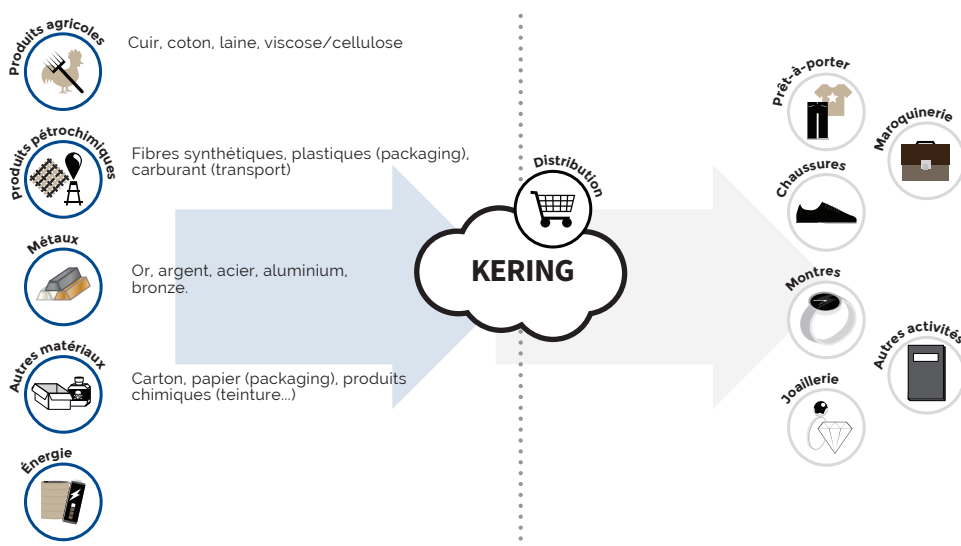 Produits agricoles
Cuir, coton, laine, viscose/cellulose
Produits pétrochimiques
Fibres synthétiques, plastiques (packaging),
carburant (transport)
Métaux
Or, argent, acier, aluminium,
bronze.
Autres matériaux
Carton, papier (packaging), produits
chimiques (teinture...)
Énergie
Distribution
KERING
Prêt-à-porter
Maroquinerie
Chaussures
Montres
Autres activités
Joaillerie